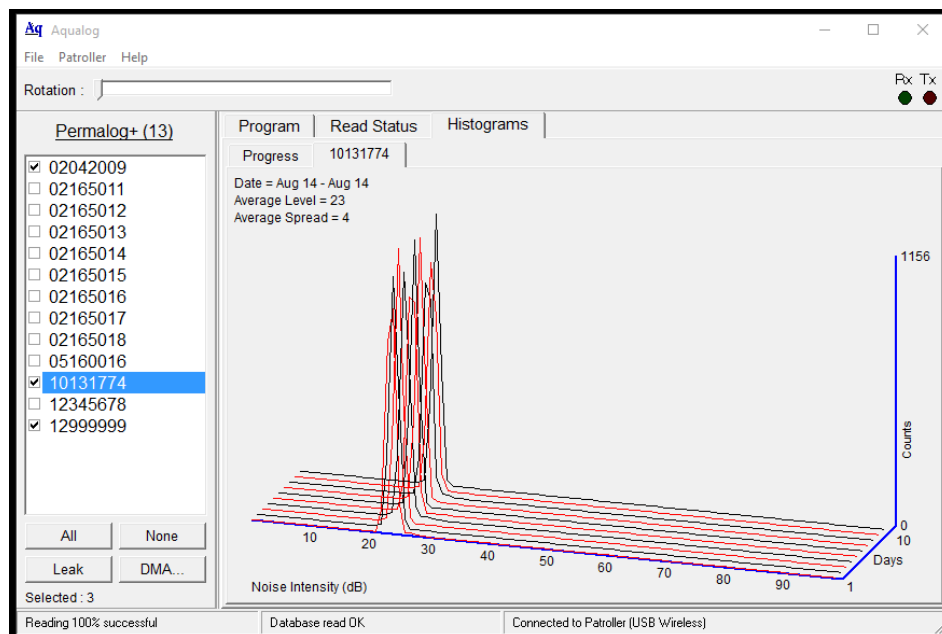 Aq Aqualog
File Patroller Help
Rotation :
Rx Tx
Permalog+ (13)
02042009
02165011
02165012
02165013
02165014
02165015
02165016
02165017
02165018
05160016
10131774
12345678
12999999
All None
Leak DMA...
Selected : 3
Program Read Status Histograms
Progress 10131774
Date = Aug 14 - Aug 14
Average Level = 23
Average Spread = 4
1156
Counts
0
10
Days
1
10 20 30 40 50 60 70 80 90
Noise Intensity (dB)
Reading 100% successful Database read OK Connected to Patroller (USB Wireless)